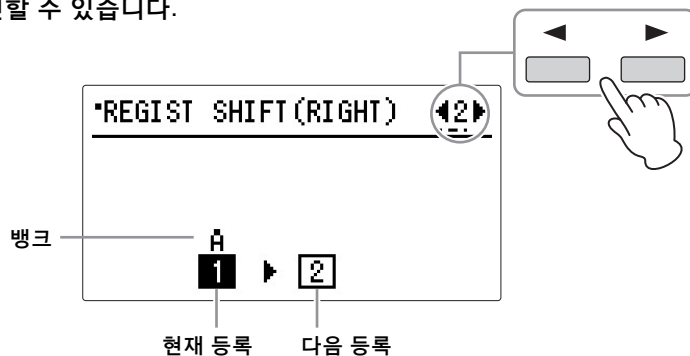 할 수 있습니다.
◀ ▶
REGIST SHIFT(RIGHT) ◀2▶
뱅크
A
1 ▶ 2
현재 등록 다음 등록